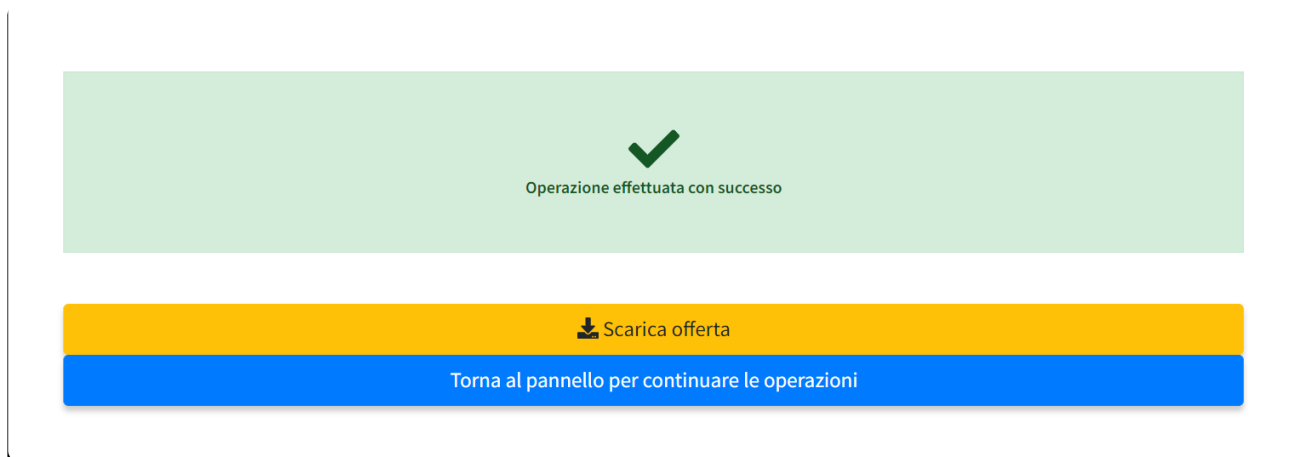 Operazione effettuata con successo
Scarica offerta
Torna al pannello per continuare le operazioni